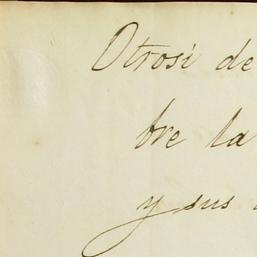 Otrosi de
bre la
y sus